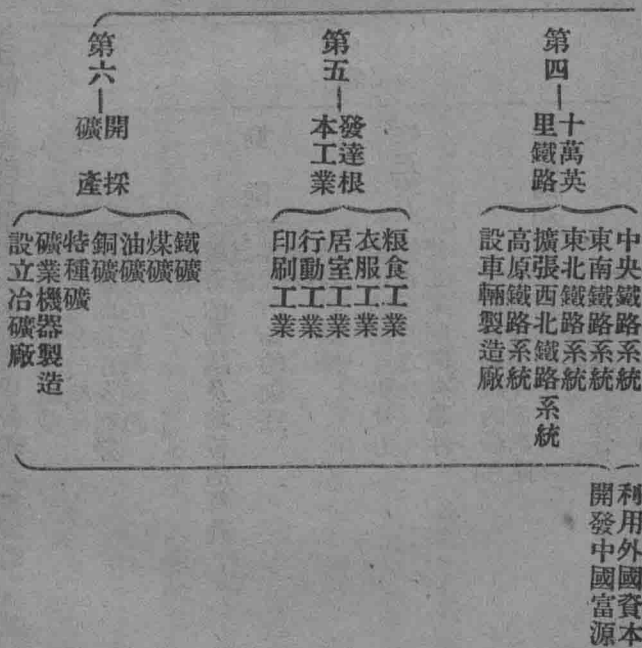 第四
十萬英
里鐵路
中央鐵路系統
東南鐵路系統
東北鐵路系統
擴張西北鐵路系統
高原鐵路系統
設車輛製造廠
第五
發達根
本工業
粮食工業
衣服工業
居室工業
行動工業
印刷工業
第六
開採
礦產
鐵礦
煤礦
油礦
銅礦
特種礦
礦業機器製造
設立冶礦廠
利用外國資本
開發中國富源